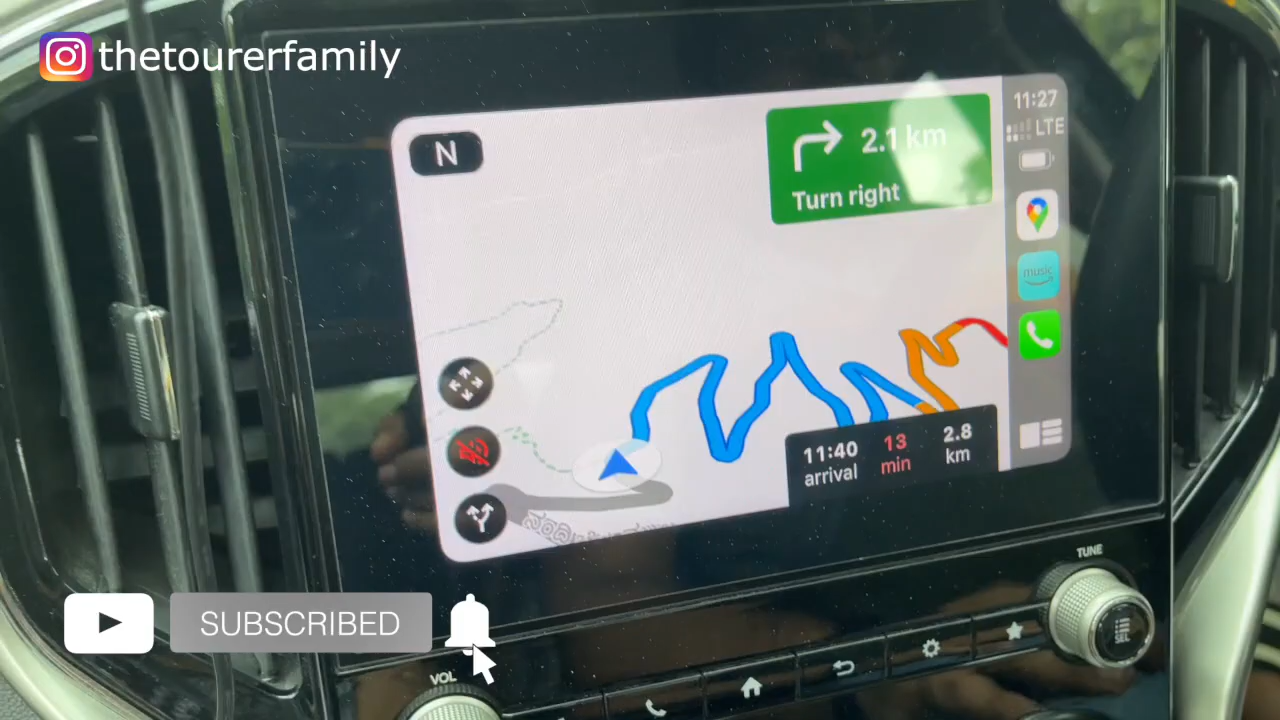 thetourerfamily
N
2.1 km
Turn right
11:27
LTE
music
11:40
arrival
13
min
2.8
km
SUBSCRIBED
TUNE
SEL
VOL